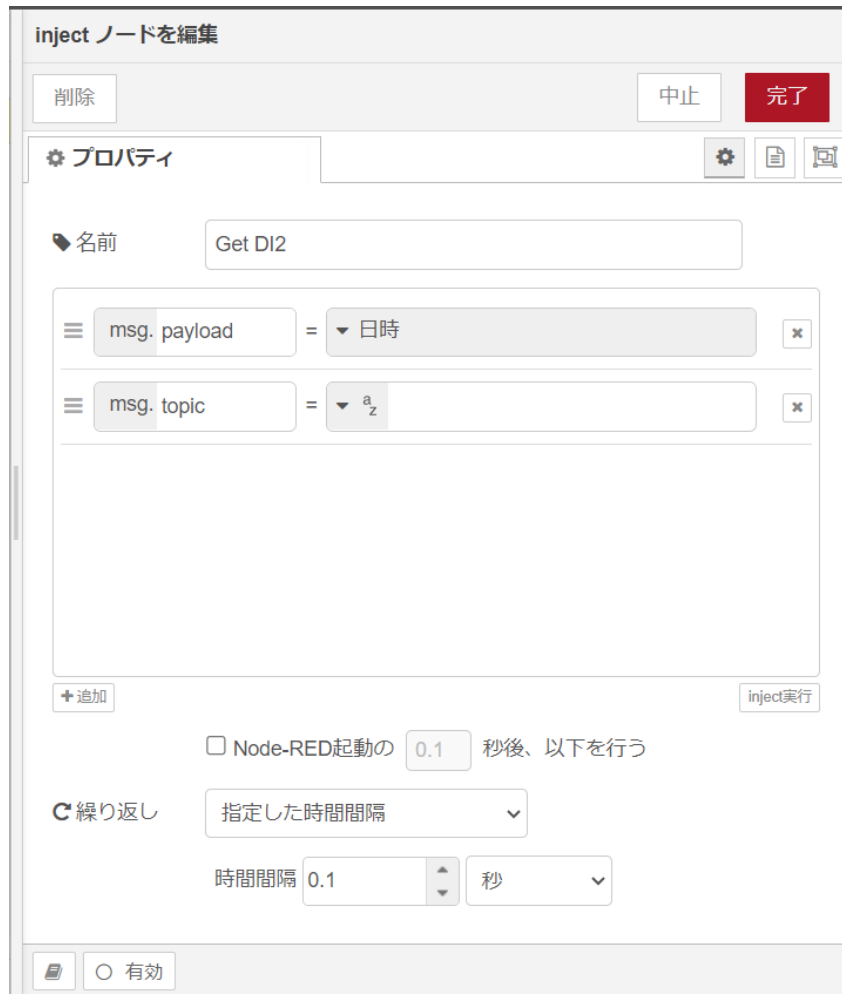 inject ノードを編集
削除 中止 完了
プロパティ
名前 Get DI2
msg. payload = 日時
msg. topic = az
追加 inject実行
Node-RED起動の 0.1 秒後、以下を行う
繰り返し 指定した時間間隔
時間間隔 0.1 秒
有効